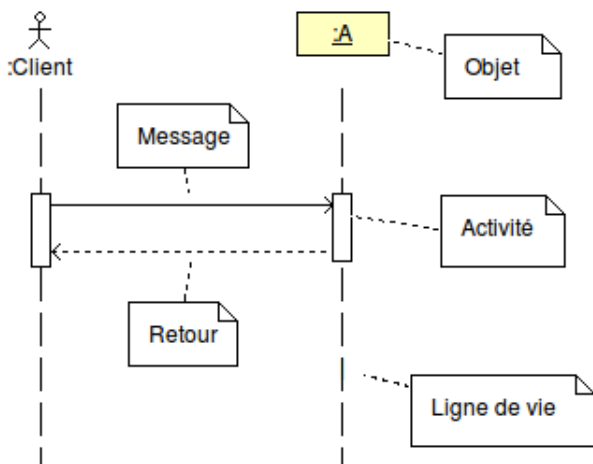 :A
:Client
Objet
Message
Activité
Retour
Ligne de vie